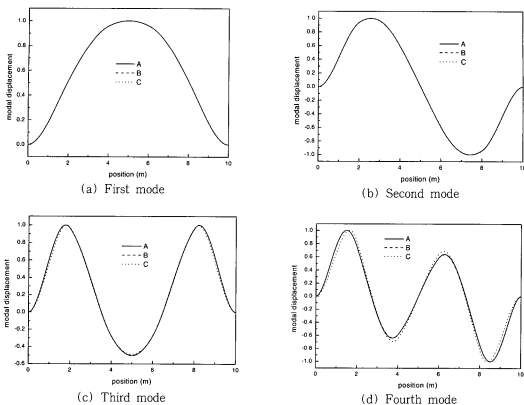 modal displacement
1.0
0.8
0.6
0.4
0.2
0.0
A
B
C
0 2 4 6 8 10
position (m)
(a) First mode
modal displacement
1.0
0.8
0.6
0.4
0.2
0.0
-0.2
-0.4
-0.6
-0.8
-1.0
A
B
C
0 2 4 6 8 10
position (m)
(b) Second mode
modal displacement
1.0
0.8
0.6
0.4
0.2
0.0
-0.2
-0.4
-0.6
A
B
C
0 2 4 6 8 10
position (m)
(c) Third mode
modal displacement
1.0
0.8
0.6
0.4
0.2
0.0
-0.2
-0.4
-0.6
-0.8
-1.0
A
B
C
0 2 4 6 8 10
position (m)
(d) Fourth mode